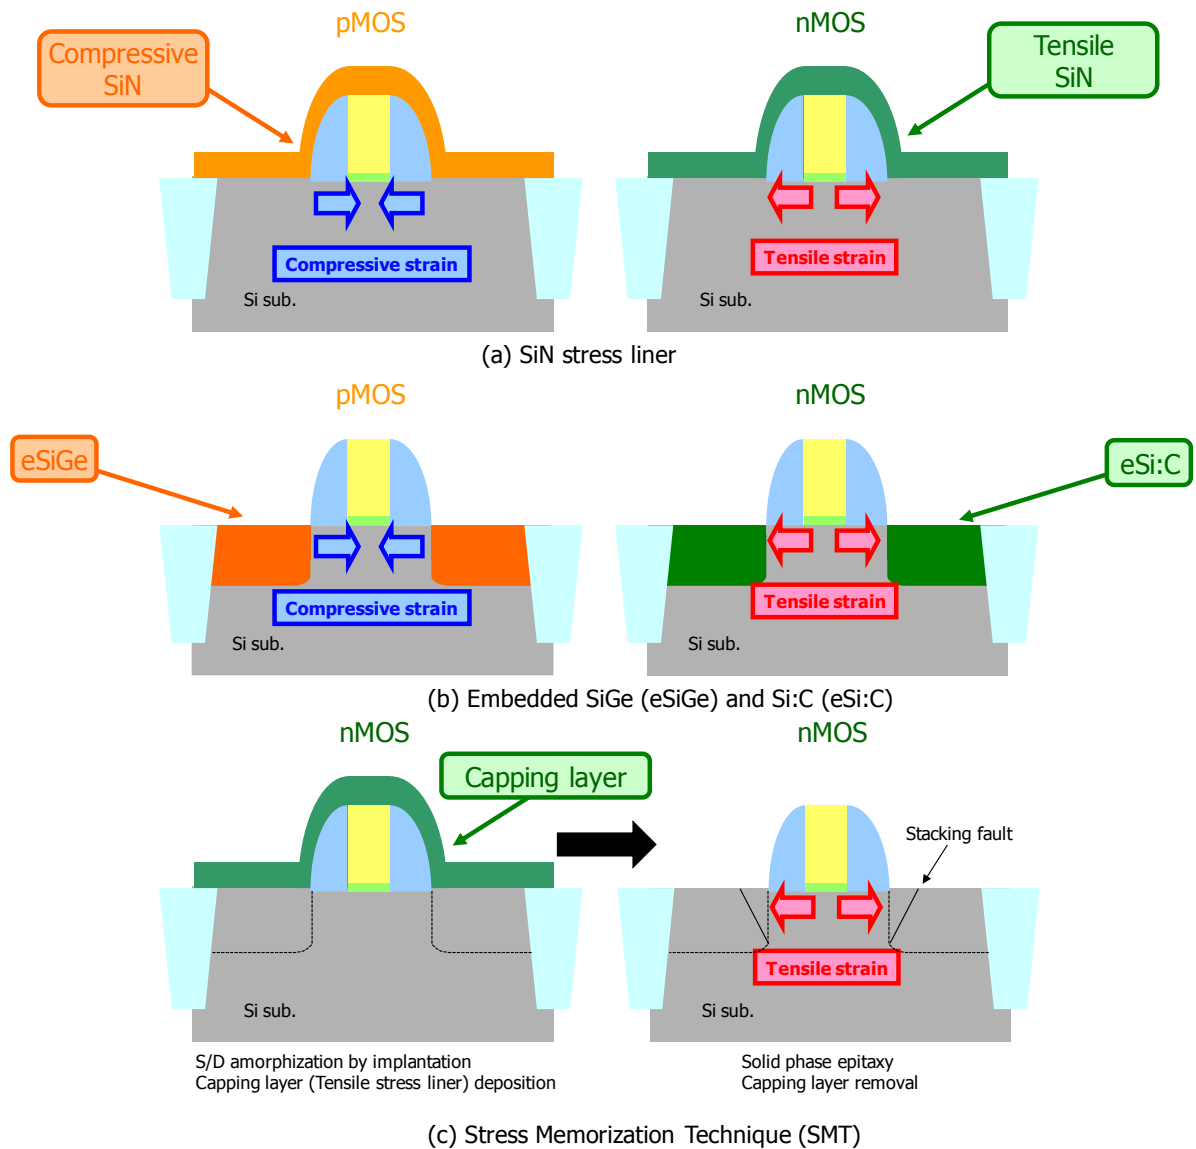 pMOS
nMOS
Compressive
SiN
Tensile
SiN
Compressive strain
Tensile strain
Si sub.
Si sub.
(a) SiN stress liner
pMOS
nMOS
eSiGe
eSi:C
Compressive strain
Tensile strain
Si sub.
Si sub.
(b) Embedded SiGe (eSiGe) and Si:C (eSi:C)
nMOS
nMOS
Capping layer
Stacking fault
Tensile strain
Si sub.
Si sub.
S/D amorphization by implantation
Capping layer (Tensile stress liner) deposition
Solid phase epitaxy
Capping layer removal
(c) Stress Memorization Technique (SMT)